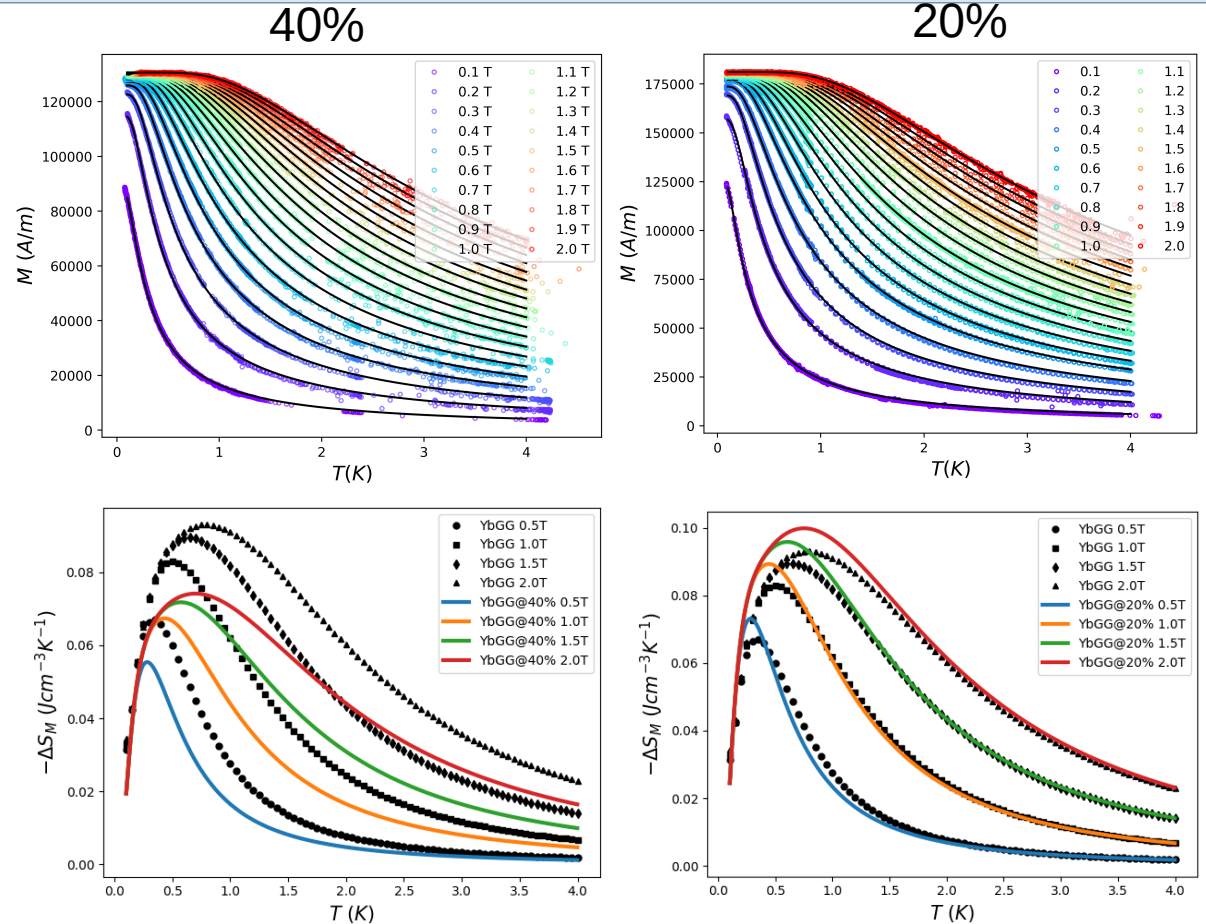 40%
20%
M (A/m)
120000
100000
80000
60000
40000
20000
0
0.1 T 1.1 T
0.2 T 1.2 T
0.3 T 1.3 T
0.4 T 1.4 T
0.5 T 1.5 T
0.6 T 1.6 T
0.7 T 1.7 T
0.8 T 1.8 T
0.9 T 1.9 T
1.0 T 2.0 T
0 1 2 3 4
T(K)
M (A/m)
175000
150000
125000
100000
75000
50000
25000
0
0.1 1.1
0.2 1.2
0.3 1.3
0.4 1.4
0.5 1.5
0.6 1.6
0.7 1.7
0.8 1.8
0.9 1.9
1.0 2.0
0 1 2 3 4
T(K)
−ΔS_M (Jcm⁻³K⁻¹)
0.08
0.06
0.04
0.02
0.00
YbGG 0.5T
YbGG 1.0T
YbGG 1.5T
YbGG 2.0T
YbGG@40% 0.5T
YbGG@40% 1.0T
YbGG@40% 1.5T
YbGG@40% 2.0T
0.0 0.5 1.0 1.5 2.0 2.5 3.0 3.5 4.0
T (K)
−ΔS_M (Jcm⁻³K⁻¹)
0.10
0.08
0.06
0.04
0.02
0.00
YbGG 0.5T
YbGG 1.0T
YbGG 1.5T
YbGG 2.0T
YbGG@20% 0.5T
YbGG@20% 1.0T
YbGG@20% 1.5T
YbGG@20% 2.0T
0.0 0.5 1.0 1.5 2.0 2.5 3.0 3.5 4.0
T (K)